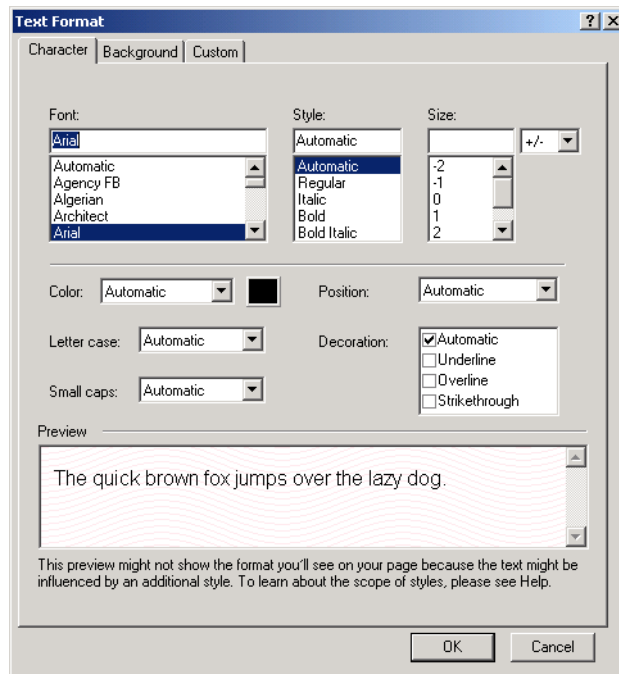 Text Format
Character Background Custom
Font: Style: Size:
Arial Automatic +/-
Automatic Automatic -2
Agency FB Regular -1
Algerian Italic 0
Architect Bold 1
Arial Bold Italic 2
Color: Automatic Position: Automatic
Letter case: Automatic Decoration: Automatic
Underline
Overline
Small caps: Automatic Strikethrough
Preview
The quick brown fox jumps over the lazy dog.
This preview might not show the format you'll see on your page because the text might be
influenced by an additional style. To learn about the scope of styles, please see Help.
OK Cancel